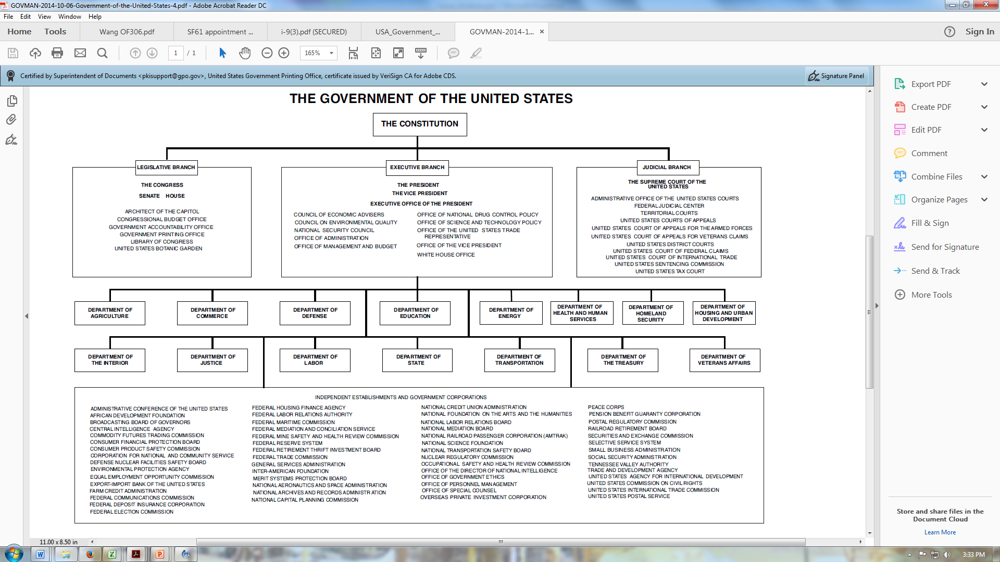 GOVMAN-2014-10-06-Government-of-the-United-States-4.pdf - Adobe Acrobat Reader DC
File Edit View Window Help
Home Tools Wang OF306.pdf SF61 appointment ... i-9(3).pdf (SECURED) USA_Government_... GOVMAN-2014-1... × Sign In
1 / 1 165%
Certified by Superintendent of Documents <pkisupport@gpo.gov>, United States Government Printing Office, certificate issued by VeriSign CA for Adobe CDS.
Signature Panel
THE GOVERNMENT OF THE UNITED STATES
THE CONSTITUTION
LEGISLATIVE BRANCH
THE CONGRESS
SENATE HOUSE
ARCHITECT OF THE CAPITOL
CONGRESSIONAL BUDGET OFFICE
GOVERNMENT ACCOUNTABILITY OFFICE
GOVERNMENT PRINTING OFFICE
LIBRARY OF CONGRESS
UNITED STATES BOTANIC GARDEN
EXECUTIVE BRANCH
THE PRESIDENT
THE VICE PRESIDENT
EXECUTIVE OFFICE OF THE PRESIDENT
COUNCIL OF ECONOMIC ADVISERS
COUNCIL ON ENVIRONMENTAL QUALITY
NATIONAL SECURITY COUNCIL
OFFICE OF ADMINISTRATION
OFFICE OF MANAGEMENT AND BUDGET
OFFICE OF NATIONAL DRUG CONTROL POLICY
OFFICE OF SCIENCE AND TECHNOLOGY POLICY
OFFICE OF THE UNITED STATES TRADE
REPRESENTATIVE
OFFICE OF THE VICE PRESIDENT
WHITE HOUSE OFFICE
JUDICIAL BRANCH
THE SUPREME COURT OF THE
UNITED STATES
ADMINISTRATIVE OFFICE OF THE UNITED STATES COURTS
FEDERAL JUDICIAL CENTER
TERRITORIAL COURTS
UNITED STATES COURTS OF APPEALS
UNITED STATES COURT OF APPEALS FOR THE ARMED FORCES
UNITED STATES COURT OF APPEALS FOR VETERANS CLAIMS
UNITED STATES DISTRICT COURTS
UNITED STATES COURT OF FEDERAL CLAIMS
UNITED STATES COURT OF INTERNATIONAL TRADE
UNITED STATES SENTENCING COMMISSION
UNITED STATES TAX COURT
DEPARTMENT OF
AGRICULTURE
DEPARTMENT OF
COMMERCE
DEPARTMENT OF
DEFENSE
DEPARTMENT OF
EDUCATION
DEPARTMENT OF
ENERGY
DEPARTMENT OF
HEALTH AND HUMAN
SERVICES
DEPARTMENT OF
HOMELAND
SECURITY
DEPARTMENT OF
HOUSING AND URBAN
DEVELOPMENT
DEPARTMENT OF
THE INTERIOR
DEPARTMENT OF
JUSTICE
DEPARTMENT OF
LABOR
DEPARTMENT OF
STATE
DEPARTMENT OF
TRANSPORTATION
DEPARTMENT OF
THE TREASURY
DEPARTMENT OF
VETERANS AFFAIRS
INDEPENDENT ESTABLISHMENTS AND GOVERNMENT CORPORATIONS
ADMINISTRATIVE CONFERENCE OF THE UNITED STATES
AFRICAN DEVELOPMENT FOUNDATION
BROADCASTING BOARD OF GOVERNORS
CENTRAL INTELLIGENCE AGENCY
COMMODITY FUTURES TRADING COMMISSION
CONSUMER FINANCIAL PROTECTION BOARD
CONSUMER PRODUCT SAFETY COMMISSION
CORPORATION FOR NATIONAL AND COMMUNITY SERVICE
DEFENSE NUCLEAR FACILITIES SAFETY BOARD
ENVIRONMENTAL PROTECTION AGENCY
EQUAL EMPLOYMENT OPPORTUNITY COMMISSION
EXPORT-IMPORT BANK OF THE UNITED STATES
FARM CREDIT ADMINISTRATION
FEDERAL COMMUNICATIONS COMMISSION
FEDERAL DEPOSIT INSURANCE CORPORATION
FEDERAL ELECTION COMMISSION
FEDERAL HOUSING FINANCE AGENCY
FEDERAL LABOR RELATIONS AUTHORITY
FEDERAL MARITIME COMMISSION
FEDERAL MEDIATION AND CONCILIATION SERVICE
FEDERAL MINE SAFETY AND HEALTH REVIEW COMMISSION
FEDERAL RESERVE SYSTEM
FEDERAL RETIREMENT THRIFT INVESTMENT BOARD
FEDERAL TRADE COMMISSION
GENERAL SERVICES ADMINISTRATION
INTER-AMERICAN FOUNDATION
MERIT SYSTEMS PROTECTION BOARD
NATIONAL AERONAUTICS AND SPACE ADMINISTRATION
NATIONAL ARCHIVES AND RECORDS ADMINISTRATION
NATIONAL CAPITAL PLANNING COMMISSION
NATIONAL CREDIT UNION ADMINISTRATION
NATIONAL FOUNDATION ON THE ARTS AND THE HUMANITIES
NATIONAL LABOR RELATIONS BOARD
NATIONAL MEDIATION BOARD
NATIONAL RAILROAD PASSENGER CORPORATION (AMTRAK)
NATIONAL SCIENCE FOUNDATION
NATIONAL TRANSPORTATION SAFETY BOARD
NUCLEAR REGULATORY COMMISSION
OCCUPATIONAL SAFETY AND HEALTH REVIEW COMMISSION
OFFICE OF THE DIRECTOR OF NATIONAL INTELLIGENCE
OFFICE OF GOVERNMENT ETHICS
OFFICE OF PERSONNEL MANAGEMENT
OFFICE OF SPECIAL COUNSEL
OVERSEAS PRIVATE INVESTMENT CORPORATION
PEACE CORPS
PENSION BENEFIT GUARANTY CORPORATION
POSTAL REGULATORY COMMISSION
RAILROAD RETIREMENT BOARD
SECURITIES AND EXCHANGE COMMISSION
SELECTIVE SERVICE SYSTEM
SMALL BUSINESS ADMINISTRATION
SOCIAL SECURITY ADMINISTRATION
TENNESSEE VALLEY AUTHORITY
TRADE AND DEVELOPMENT AGENCY
UNITED STATES AGENCY FOR INTERNATIONAL DEVELOPMENT
UNITED STATES COMMISSION ON CIVIL RIGHTS
UNITED STATES INTERNATIONAL TRADE COMMISSION
UNITED STATES POSTAL SERVICE
Export PDF
Create PDF
Edit PDF
Comment
Combine Files
Organize Pages
Fill & Sign
Send for Signature
Send & Track
More Tools
Store and share files in the
Document Cloud
Learn More
11.00 x 8.50 in
3:33 PM